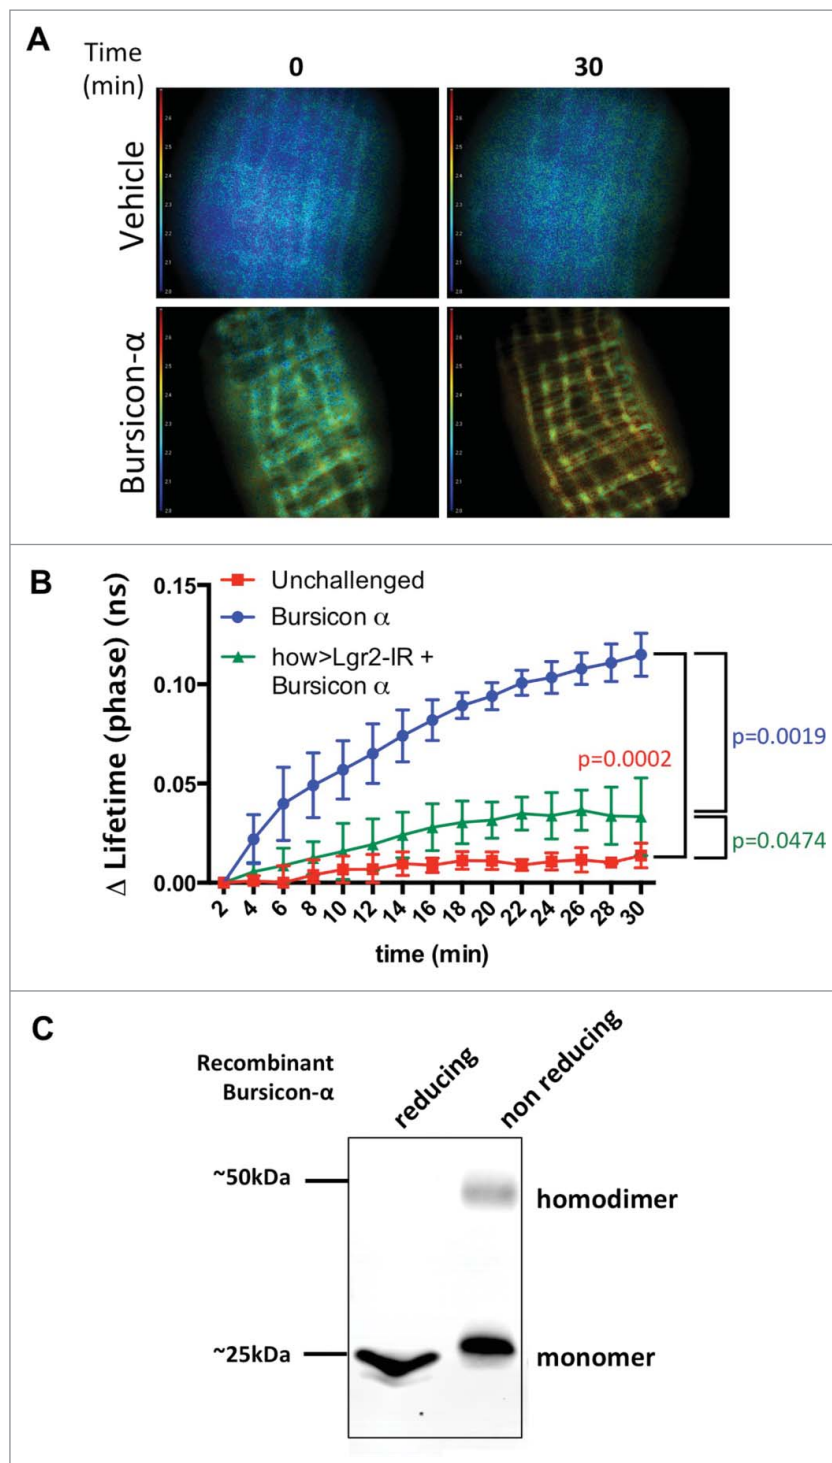 A
Time
(min)
0
30
Vehicle
Bursicon-α
B
Δ Lifetime (phase) (ns)
0.15
0.10
0.05
0.00
Unchallenged
Bursicon α
how>Lgr2-IR +
Bursicon α
p=0.0002
p=0.0019
p=0.0474
2 4 6 8 10 12 14 16 18 20 22 24 26 28 30
time (min)
C
Recombinant
Bursicon-α
reducing
non reducing
~50kDa
homodimer
~25kDa
monomer